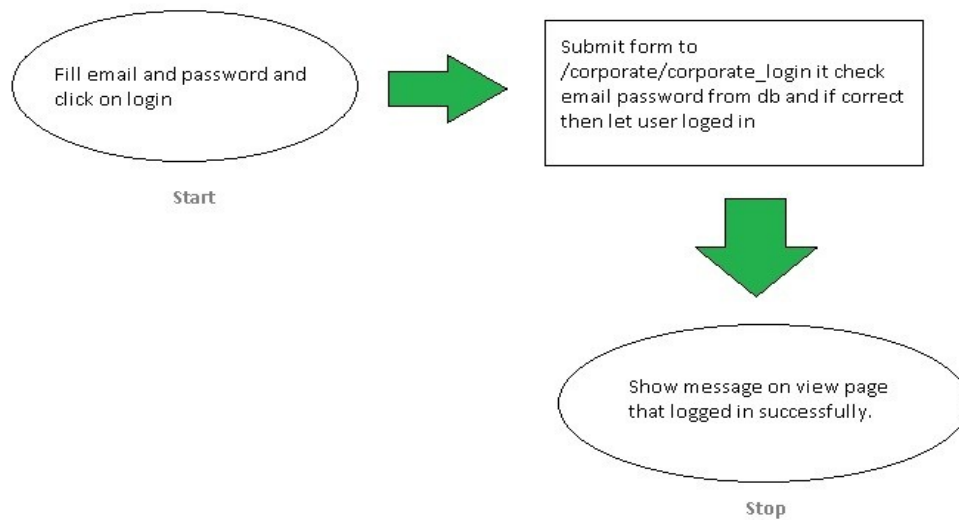 Fill email and password and
click on login
Start
Submit form to
/corporate/corporate_login it check
email password from db and if correct
then let user loged in
Show message on view page
that logged in successfully.
Stop